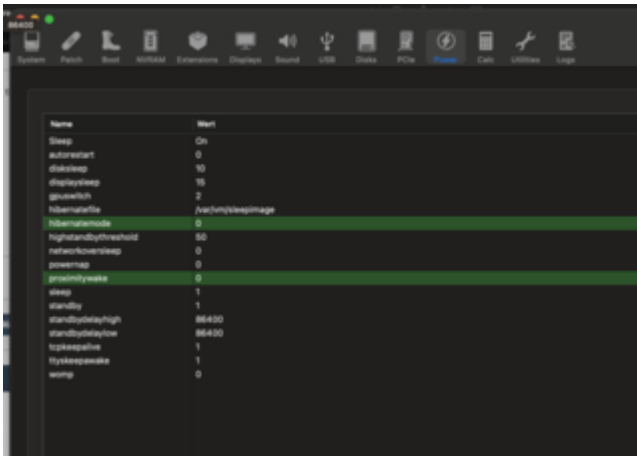 86400
System Patch Boot NVRAM Extensions Displays Sound USB Disks PCIe Power Calc Utilities Logs
Name Wert
Sleep On
autorestart 0
disksleep 10
displaysleep 15
gpuswitch 2
hibernatefile /var/vm/sleepimage
hibernatemode 0
highstandbythreshold 50
networkoversleep 0
powernap 0
proximitywake 0
sleep 1
standby 1
standbydelayhigh 86400
standbydelaylow 86400
tcpkeepalive 1
ttyskeepawake 1
womp 0